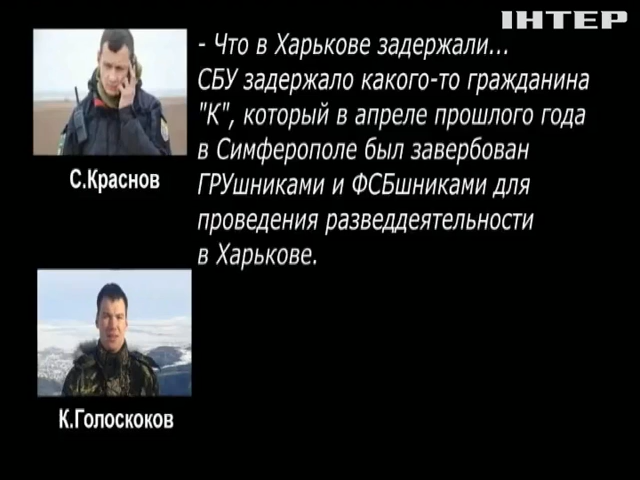 ІНТЕР
- Что в Харькове задержали...
СБУ задержало какого-то гражданина
"К", который в апреле прошлого года
в Симферополе был завербован
ГРУшниками и ФСБшниками для
проведения разведдеятельности
в Харькове.
С.Краснов
К.Голоскоков